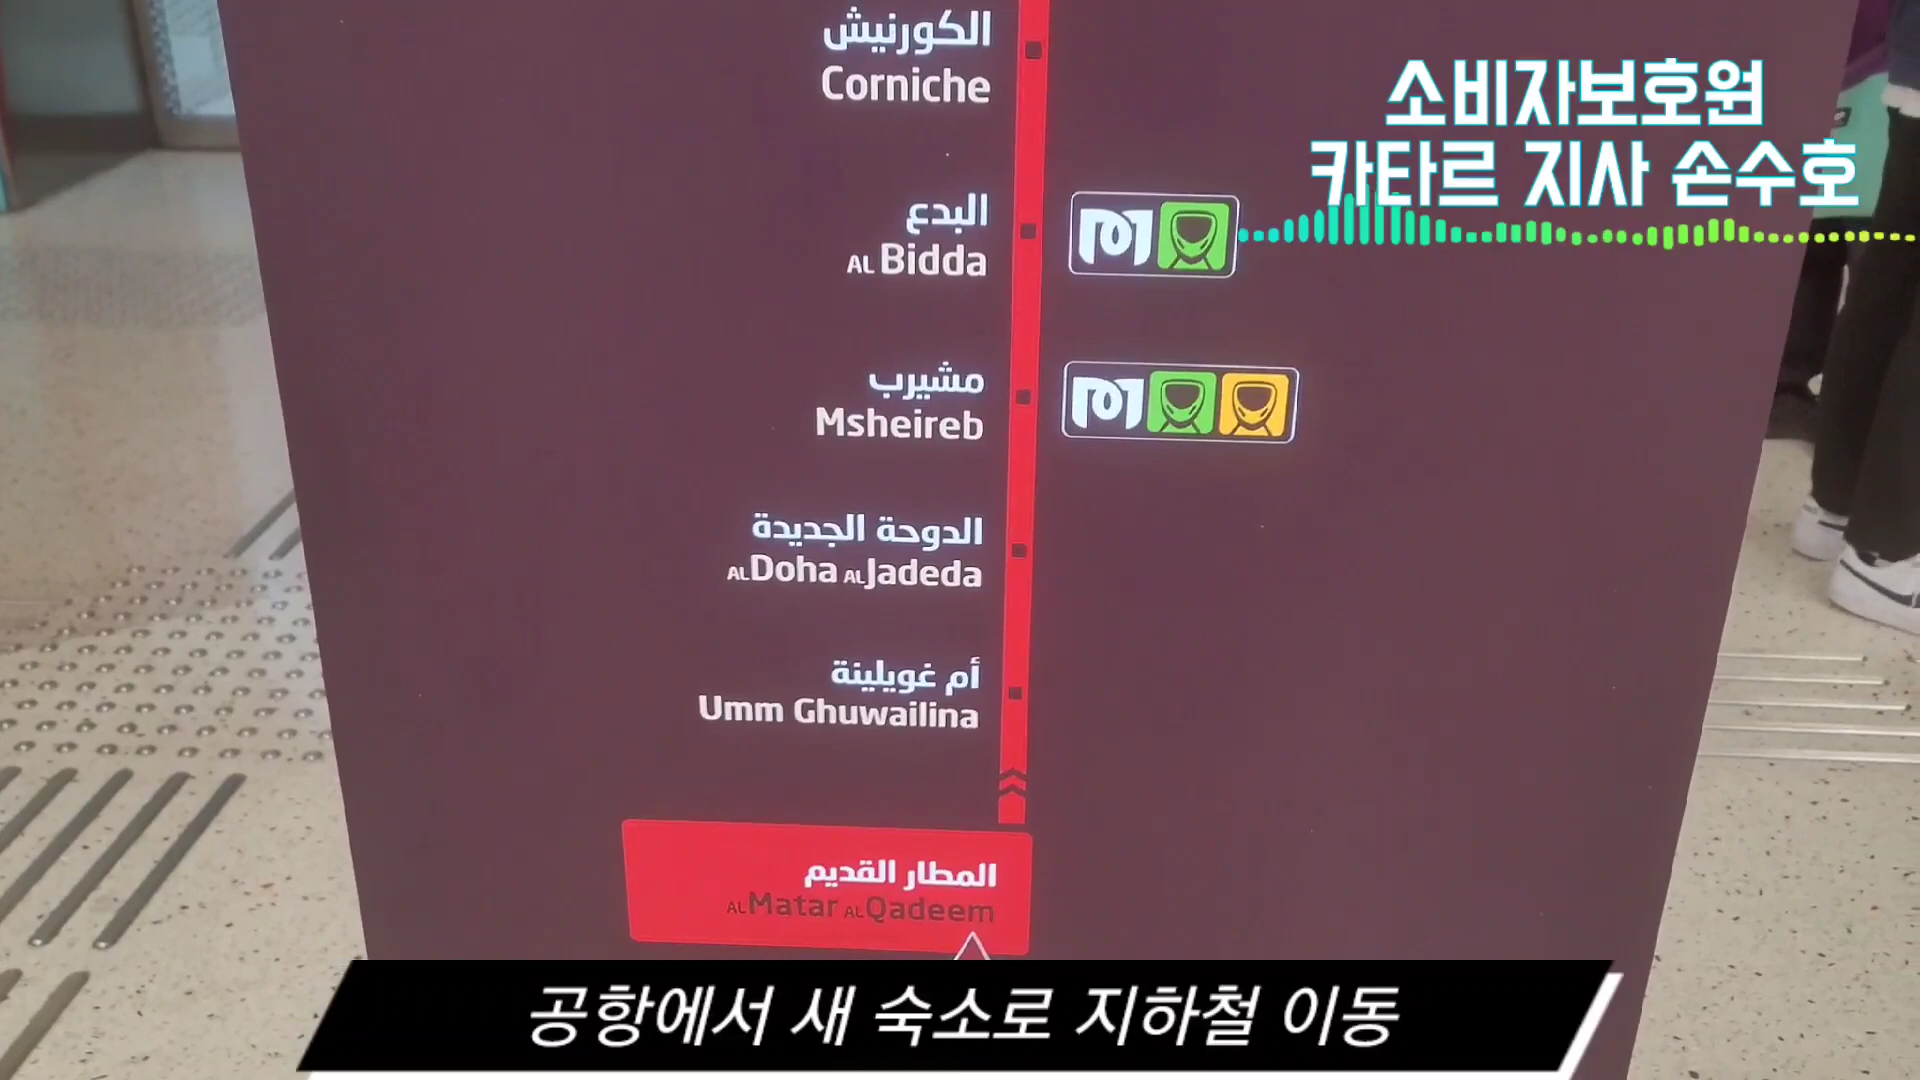 الكورنيش
Corniche
소비자보호원
카타르 지사 손수호
البدع
AL Bidda
مشيرب
Msheireb
الدوحة الجديدة
AL Doha AL Jadeda
أم غويلينة
Umm Ghuwailina
المطار القديم
AL Matar AL Qadeem
공항에서 새 숙소로 지하철 이동